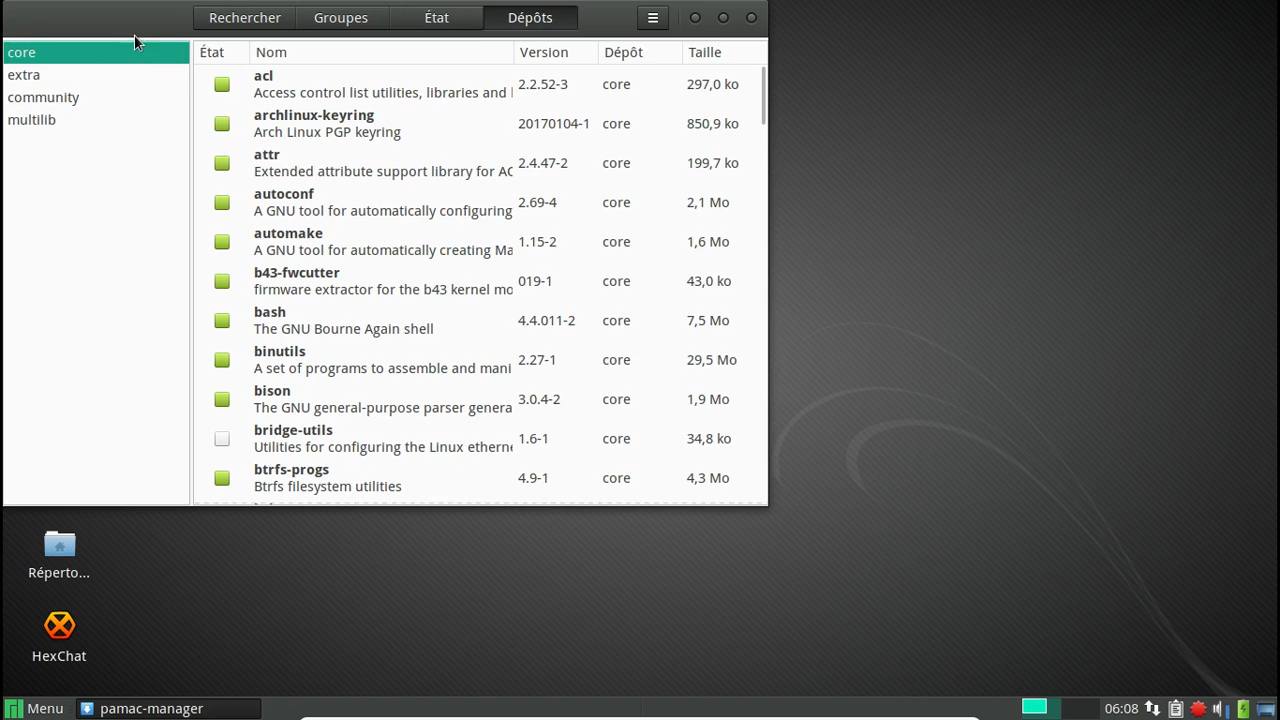 Rechercher Groupes État Dépôts
core
extra
community
multilib
État Nom Version Dépôt Taille
acl
Access control list utilities, libraries and 2.2.52-3 core 297,0 ko
archlinux-keyring
Arch Linux PGP keyring 20170104-1 core 850,9 ko
attr
Extended attribute support library for AC 2.4.47-2 core 199,7 ko
autoconf
A GNU tool for automatically configuring 2.69-4 core 2,1 Mo
automake
A GNU tool for automatically creating Ma 1.15-2 core 1,6 Mo
b43-fwcutter
firmware extractor for the b43 kernel mo 019-1 core 43,0 ko
bash
The GNU Bourne Again shell 4.4.011-2 core 7,5 Mo
binutils
A set of programs to assemble and mani 2.27-1 core 29,5 Mo
bison
The GNU general-purpose parser genera 3.0.4-2 core 1,9 Mo
bridge-utils
Utilities for configuring the Linux etherne 1.6-1 core 34,8 ko
btrfs-progs
Btrfs filesystem utilities 4.9-1 core 4,3 Mo
Réperto...
HexChat
Menu pamac-manager 06:08